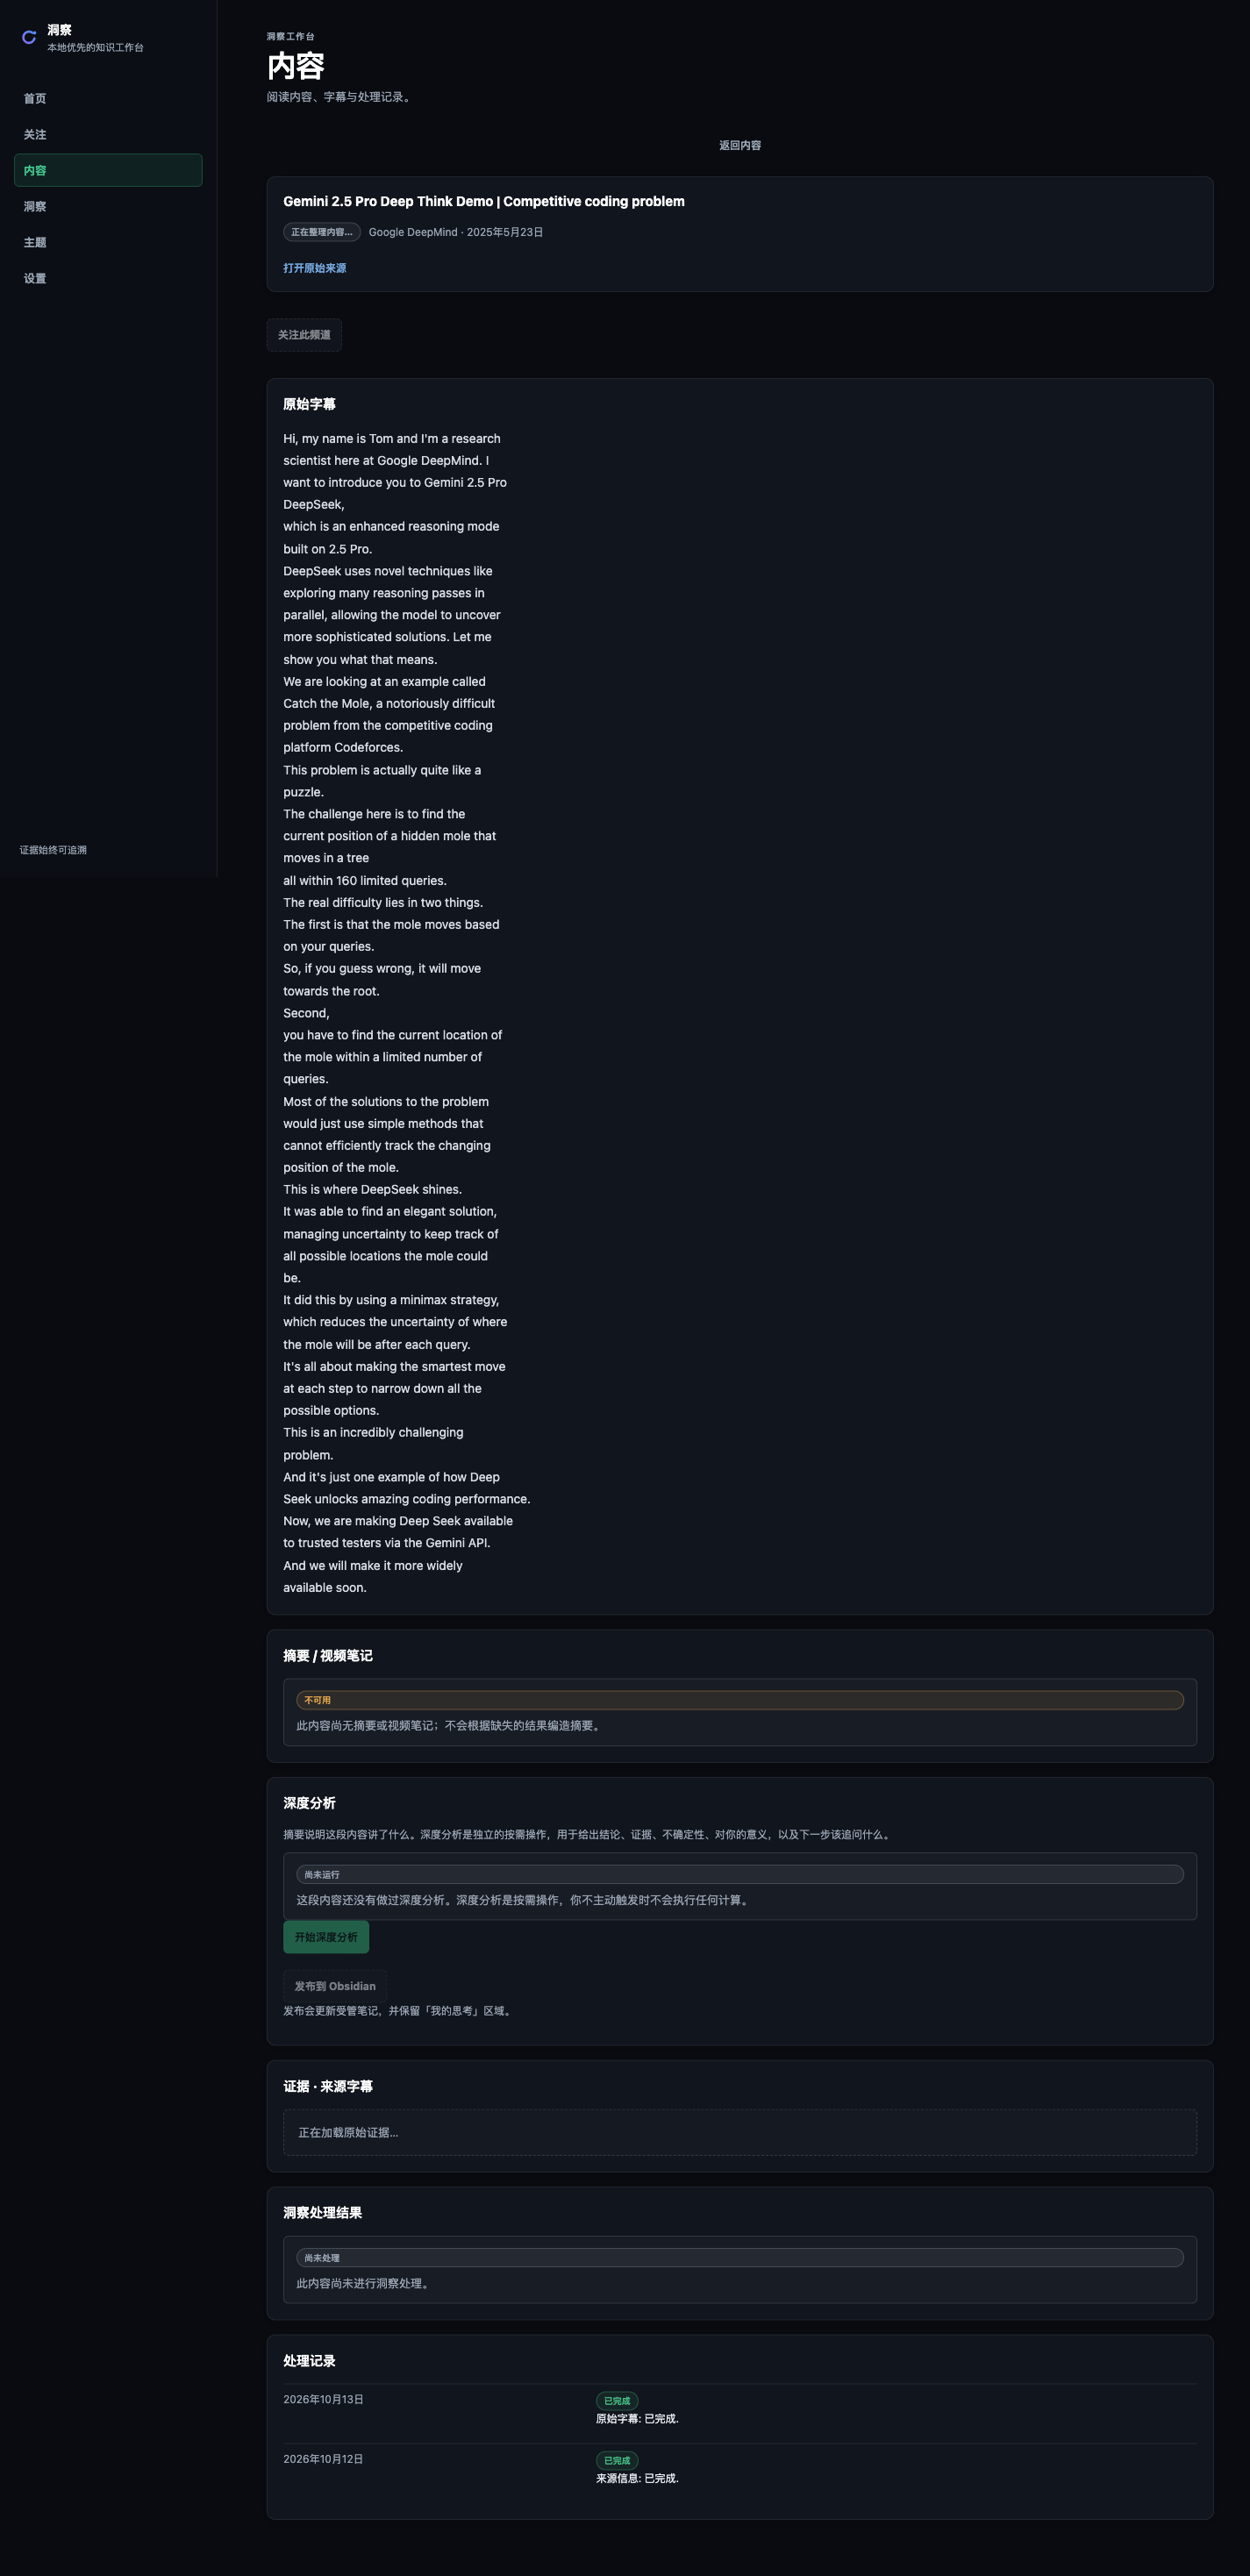 洞察
本地优先的知识工作台
首页
关注
内容
洞察
主题
设置
证据始终可追溯
洞察工作台
内容
阅读内容、字幕与处理记录。
返回内容
Gemini 2.5 Pro Deep Think Demo | Competitive coding problem
正在整理内容... Google DeepMind · 2025年5月23日
打开原始来源
关注此频道
原始字幕
Hi, my name is Tom and I'm a research
scientist here at Google DeepMind. I
want to introduce you to Gemini 2.5 Pro
DeepSeek,
which is an enhanced reasoning mode
built on 2.5 Pro.
DeepSeek uses novel techniques like
exploring many reasoning passes in
parallel, allowing the model to uncover
more sophisticated solutions. Let me
show you what that means.
We are looking at an example called
Catch the Mole, a notoriously difficult
problem from the competitive coding
platform Codeforces.
This problem is actually quite like a
puzzle.
The challenge here is to find the
current position of a hidden mole that
moves in a tree
all within 160 limited queries.
The real difficulty lies in two things.
The first is that the mole moves based
on your queries.
So, if you guess wrong, it will move
towards the root.
Second,
you have to find the current location of
the mole within a limited number of
queries.
Most of the solutions to the problem
would just use simple methods that
cannot efficiently track the changing
position of the mole.
This is where DeepSeek shines.
It was able to find an elegant solution,
managing uncertainty to keep track of
all possible locations the mole could
be.
It did this by using a minimax strategy,
which reduces the uncertainty of where
the mole will be after each query.
It's all about making the smartest move
at each step to narrow down all the
possible options.
This is an incredibly challenging
problem.
And it's just one example of how Deep
Seek unlocks amazing coding performance.
Now, we are making Deep Seek available
to trusted testers via the Gemini API.
And we will make it more widely
available soon.
摘要 / 视频笔记
不可用
此内容尚无摘要或视频笔记；不会根据缺失的结果编造摘要。
深度分析
摘要说明这段内容讲了什么。深度分析是独立的按需操作，用于给出结论、证据、不确定性、对你的意义，以及下一步该追问什么。
尚未运行
这段内容还没有做过深度分析。深度分析是按需操作，你不主动触发时不会执行任何计算。
开始深度分析
发布到 Obsidian
发布会更新受管笔记，并保留「我的思考」区域。
证据 · 来源字幕
正在加载原始证据...
洞察处理结果
尚未处理
此内容尚未进行洞察处理。
处理记录
2026年10月13日 已完成
原始字幕: 已完成.
2026年10月12日 已完成
来源信息: 已完成.